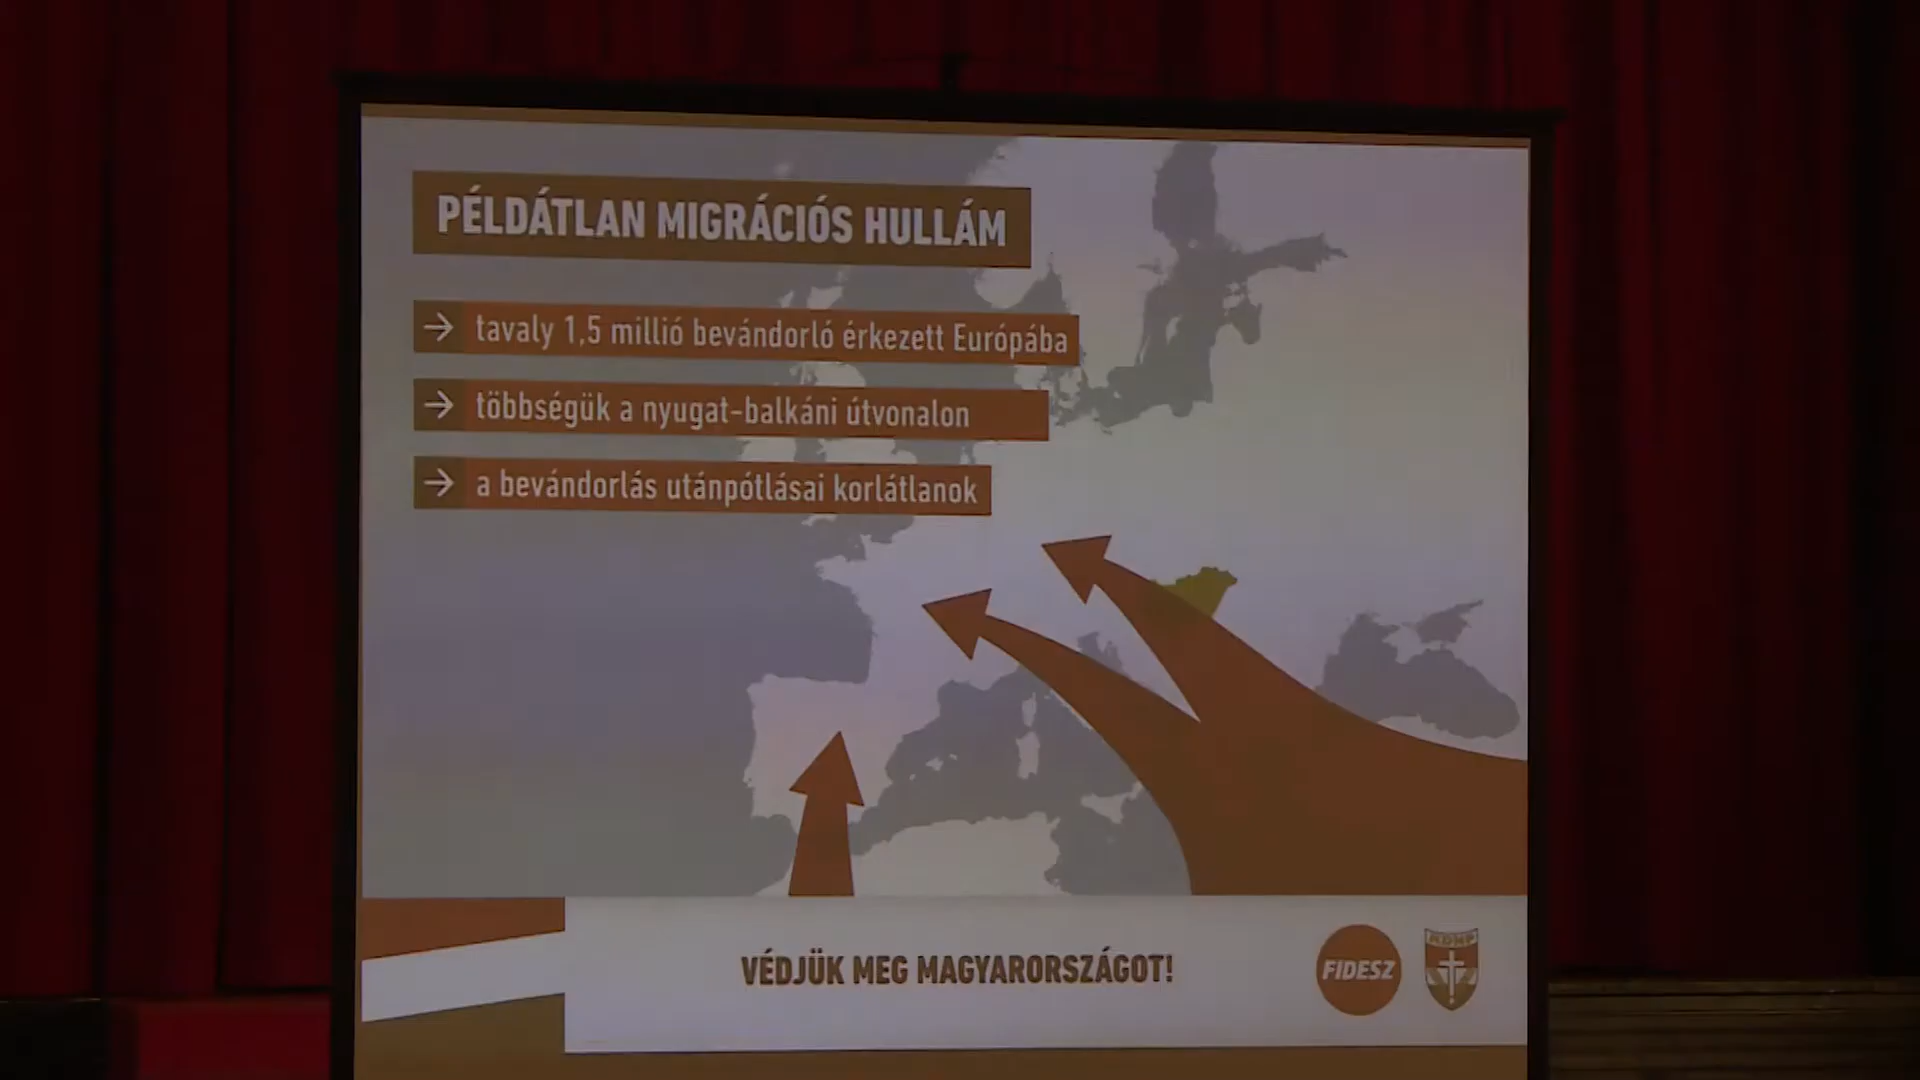 PÉLDÁTLAN MIGRÁCIÓS HULLÁM
→ tavaly 1,5 millió bevándorló érkezett Európába
→ többségük a nyugat-balkáni útvonalon
→ a bevándorlás utánpótlásai korlátlanok
VÉDJÜK MEG MAGYARORSZÁGOT!
FIDESZ
KDNP